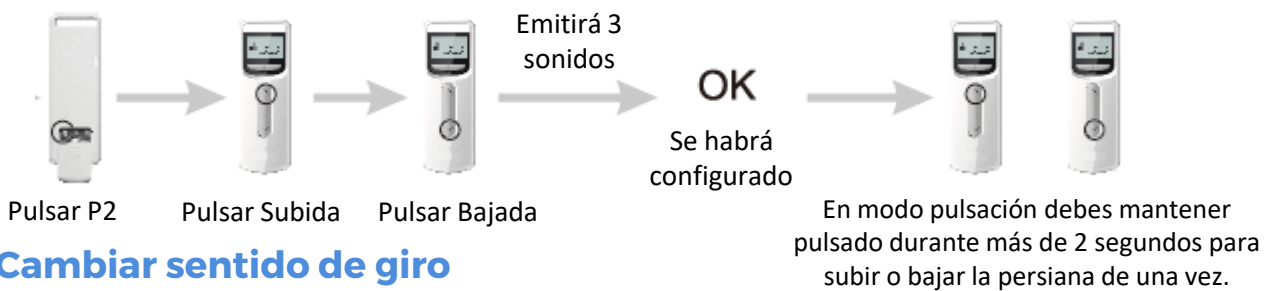 Emitirá 3
sonidos
OK
Se habrá
configurado
Pulsar P2
Pulsar Subida
Pulsar Bajada
En modo pulsación debes mantener
pulsado durante más de 2 segundos para
subir o bajar la persiana de una vez.
Cambiar sentido de giro